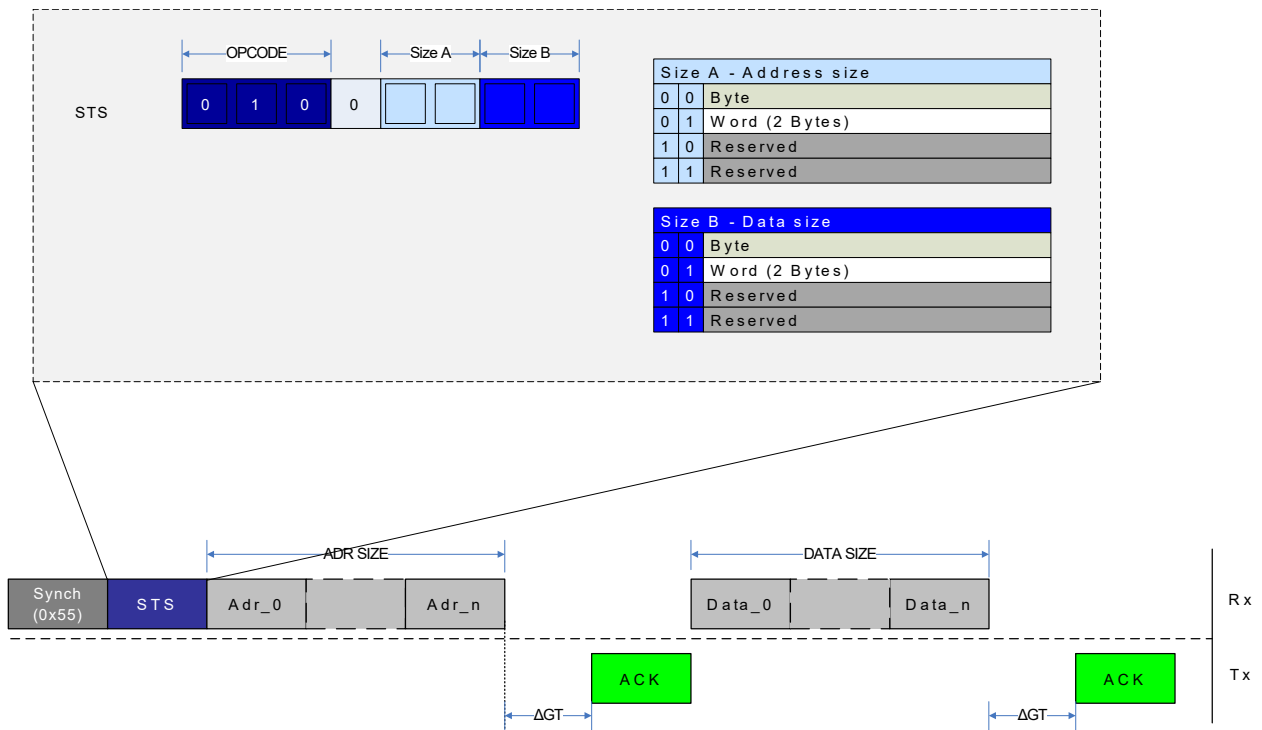 OPCODE Size A Size B
STS 0 1 0 0
Size A - Address size
0 0 Byte
0 1 Word (2 Bytes)
1 0 Reserved
1 1 Reserved
Size B - Data size
0 0 Byte
0 1 Word (2 Bytes)
1 0 Reserved
1 1 Reserved
ADR SIZE DATA SIZE
Synch
(0x55)
STS Adr_0 Adr_n Data_0 Data_n Rx
ACK ACK Tx
ΔGT ΔGT